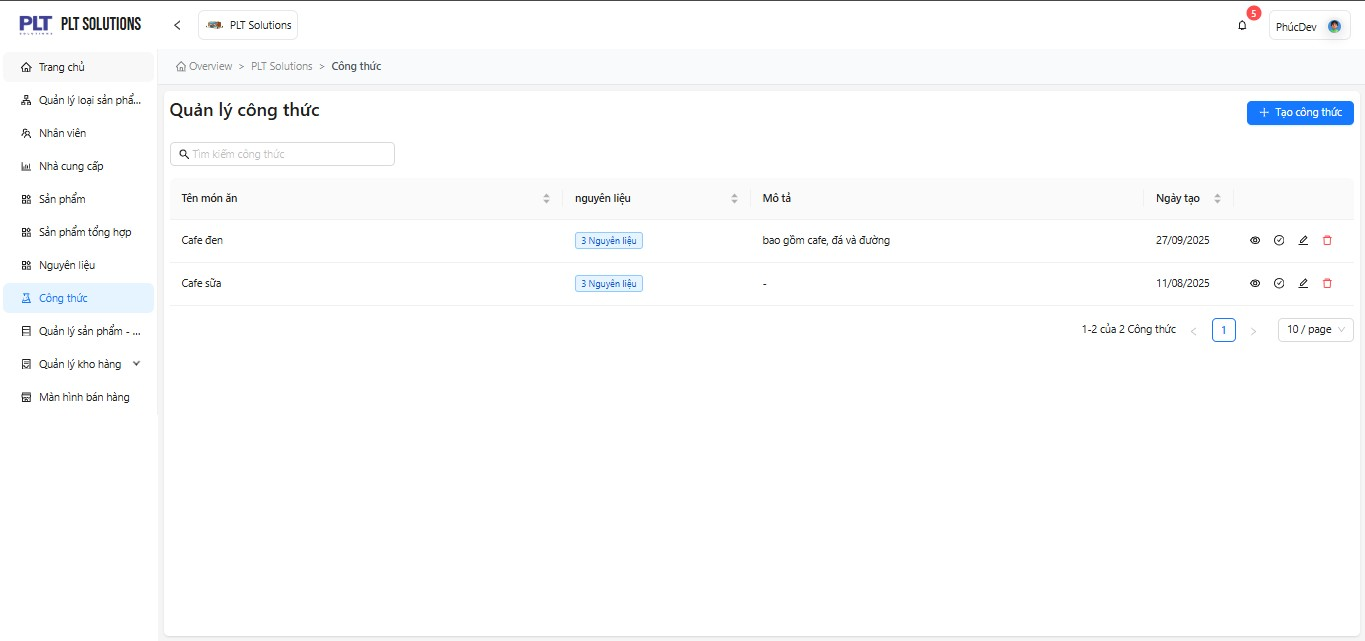 PLT SOLUTIONS PLT SOLUTIONS
PLT Solutions
5
PhúcDev
Trang chủ
Quản lý loại sản phẩ...
Nhân viên
Nhà cung cấp
Sản phẩm
Sản phẩm tổng hợp
Nguyên liệu
Công thức
Quản lý sản phẩm - ...
Quản lý kho hàng
Màn hình bán hàng
Overview > PLT Solutions > Công thức
Quản lý công thức
Tạo công thức
Tìm kiếm công thức
Tên món ăn nguyên liệu Mô tả Ngày tạo
Cafe đen 3 Nguyên liệu bao gồm cafe, đá và đường 27/09/2025
Cafe sữa 3 Nguyên liệu - 11/08/2025
1-2 của 2 Công thức < 1 > 10 / page